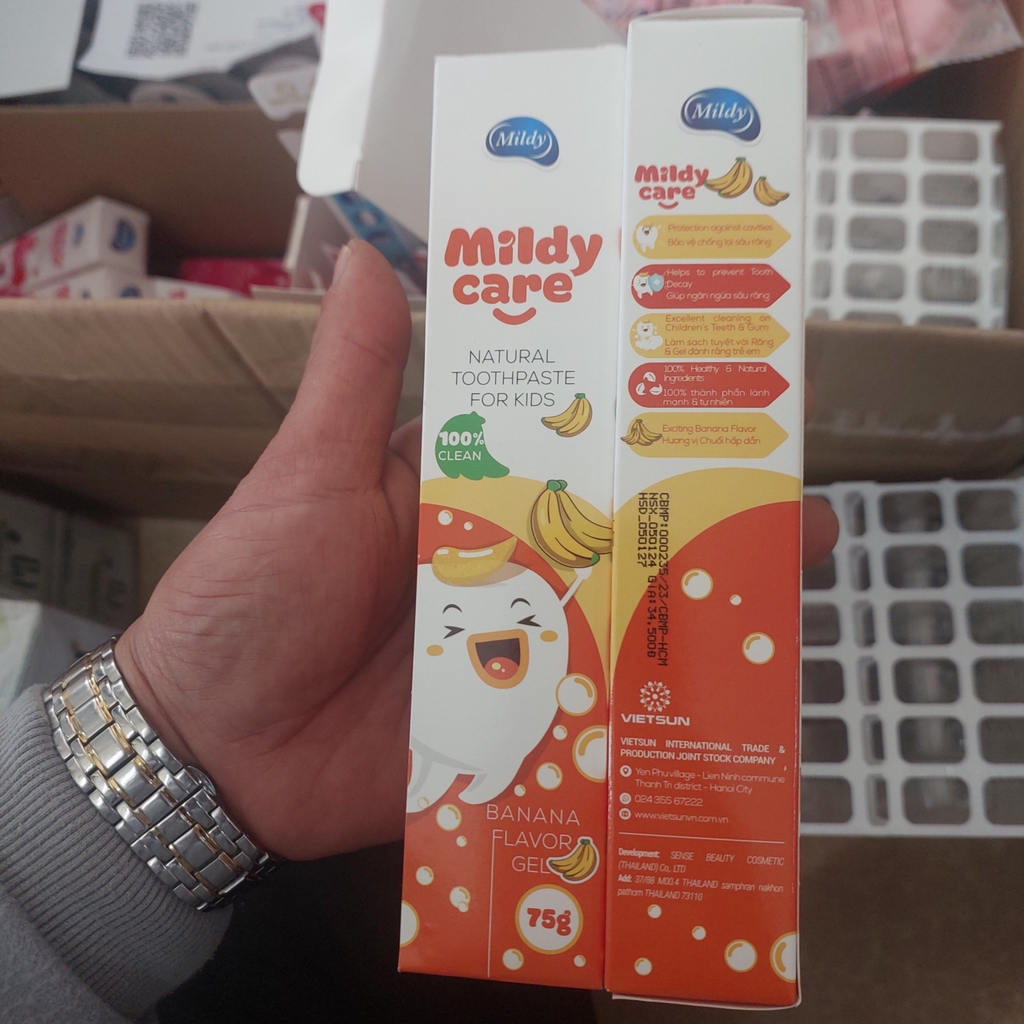 Mildy
Mildy
care
NATURAL
TOOTHPASTE
FOR KIDS
100%
CLEAN
BANANA
FLAVOR
GEL
75g
Mildy
Mildy
care
Protection against cavities
Bảo vệ chống lại sâu răng
Helps to prevent Tooth
Decay
Giúp ngăn ngừa sâu răng
Excellent cleaning on
Children's Teeth & Gum
Làm sạch tuyệt vời Răng
& Gel đánh răng trẻ em
100% Healthy & Natural
Ingredients
100% thành phần lành
mạnh & tự nhiên
Exciting Banana Flavor
Hương vị Chuối hấp dẫn
CBMP:000235/23/CBMP-HCM
NSX-050124 GIA:34,500đ
HSD_050127
VIETSUN
VIETSUN INTERNATIONAL TRADE &
PRODUCTION JOINT STOCK COMPANY
Yen Phu village - Lien Ninh commune
Thanh Tri district - Hanoi City
024 355 67222
www.vietsunvn.com.vn
Development: SENSE BEAUTY COSMETIC
(THAILAND) Co, LTD
Add: 37/88 MOO.4 THAILAND samphran nakhon
pathom THAILAND 73110